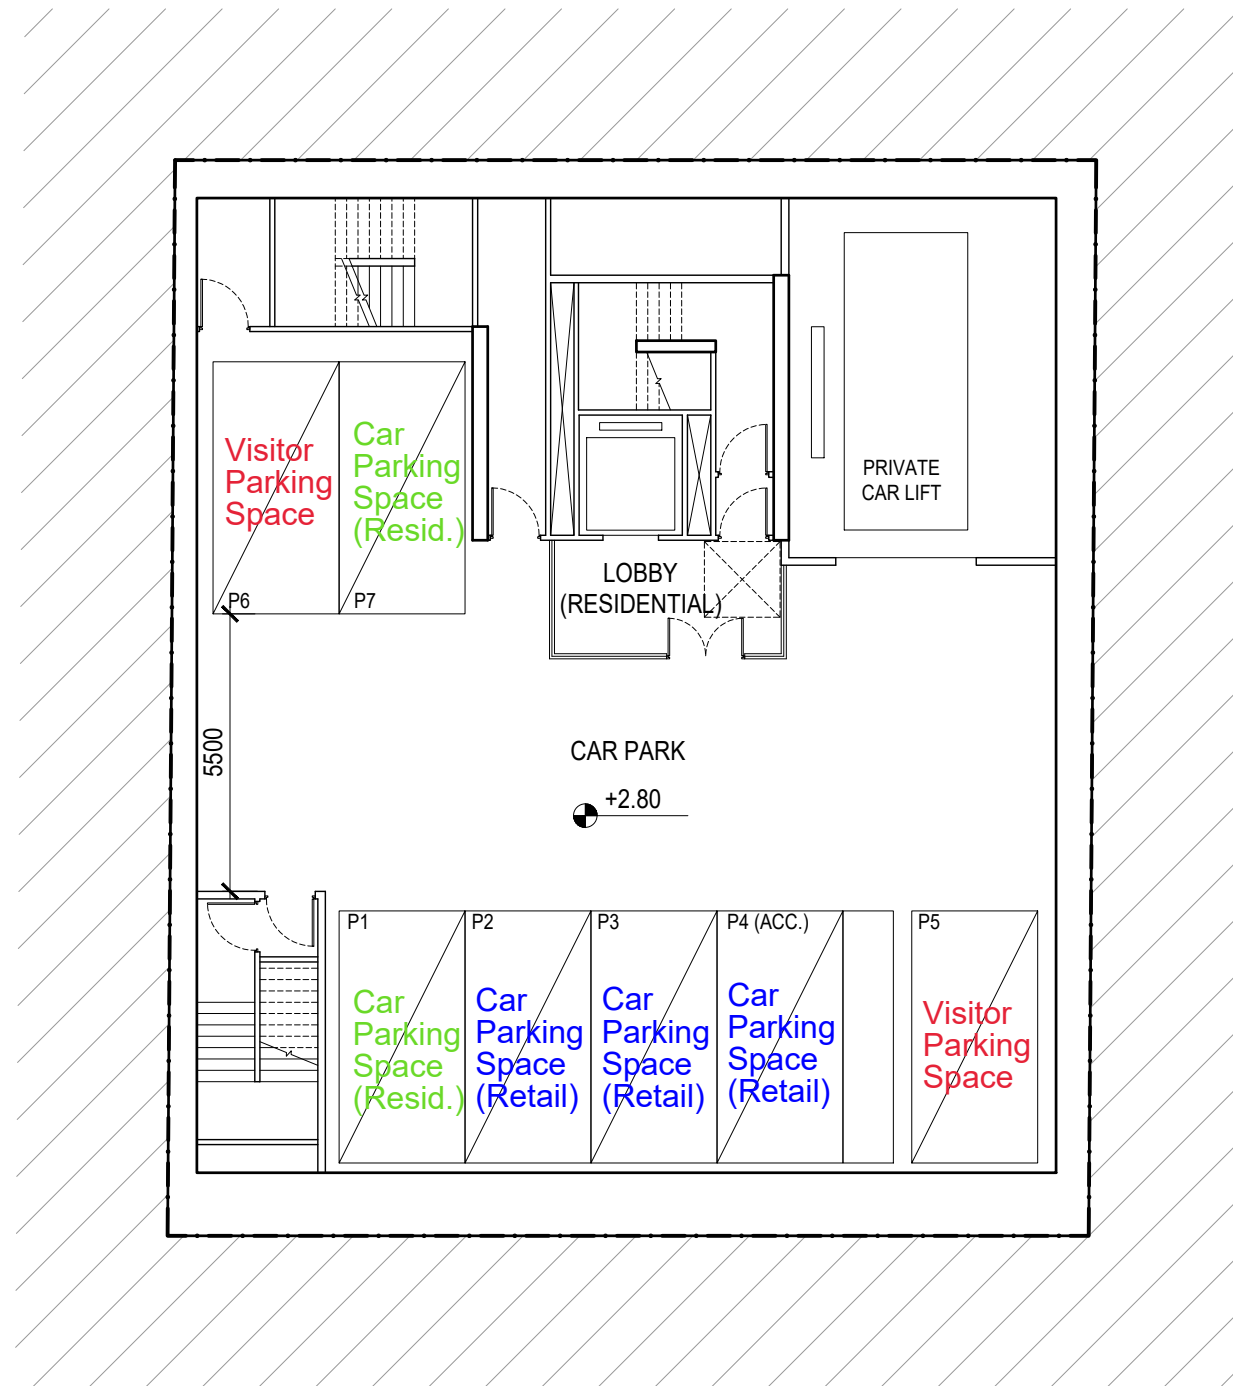 Visitor
Parking
Space
P6
Car
Parking
Space
(Resid.)
P7
PRIVATE
CAR LIFT
LOBBY
(RESIDENTIAL)
5500
CAR PARK
+2.80
P1
Car
Parking
Space
(Resid.)
P2
Car
Parking
Space
(Retail)
P3
Car
Parking
Space
(Retail)
P4 (ACC.)
Car
Parking
Space
(Retail)
P5
Visitor
Parking
Space